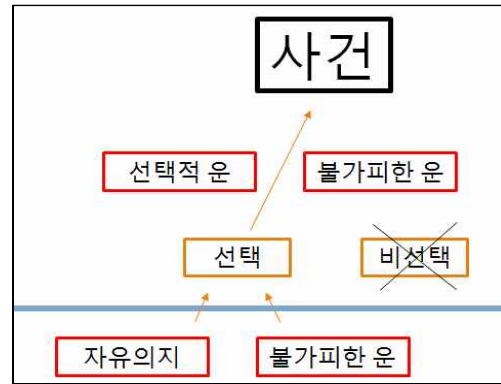 사건
선택적 운
불가피한 운
선택
비선택
자유의지
불가피한 운